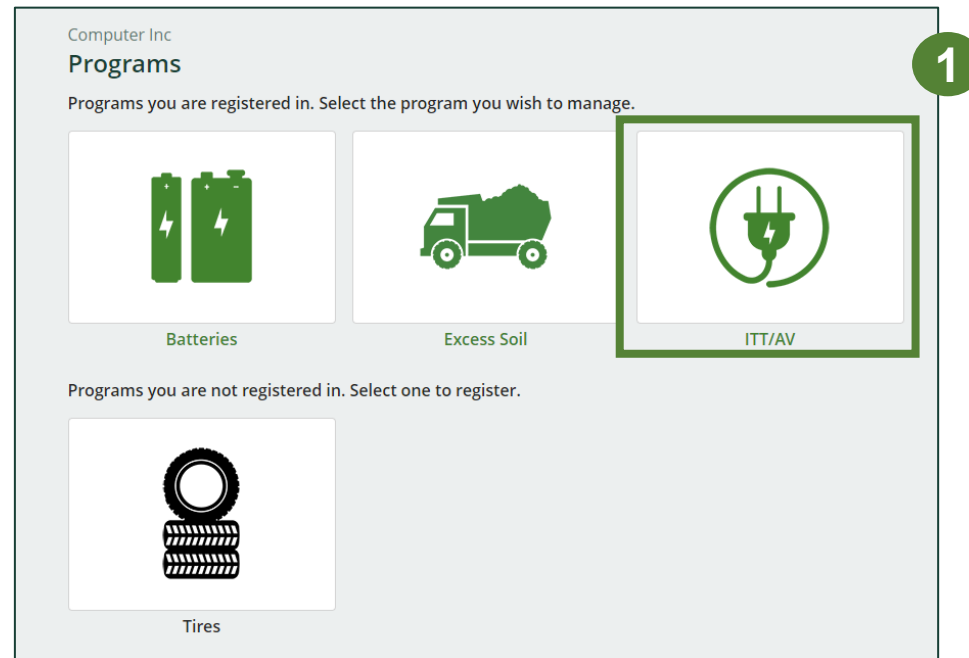 Computer Inc
Programs
1
Programs you are registered in. Select the program you wish to manage.
Batteries
Excess Soil
ITT/AV
Programs you are not registered in. Select one to register.
Tires